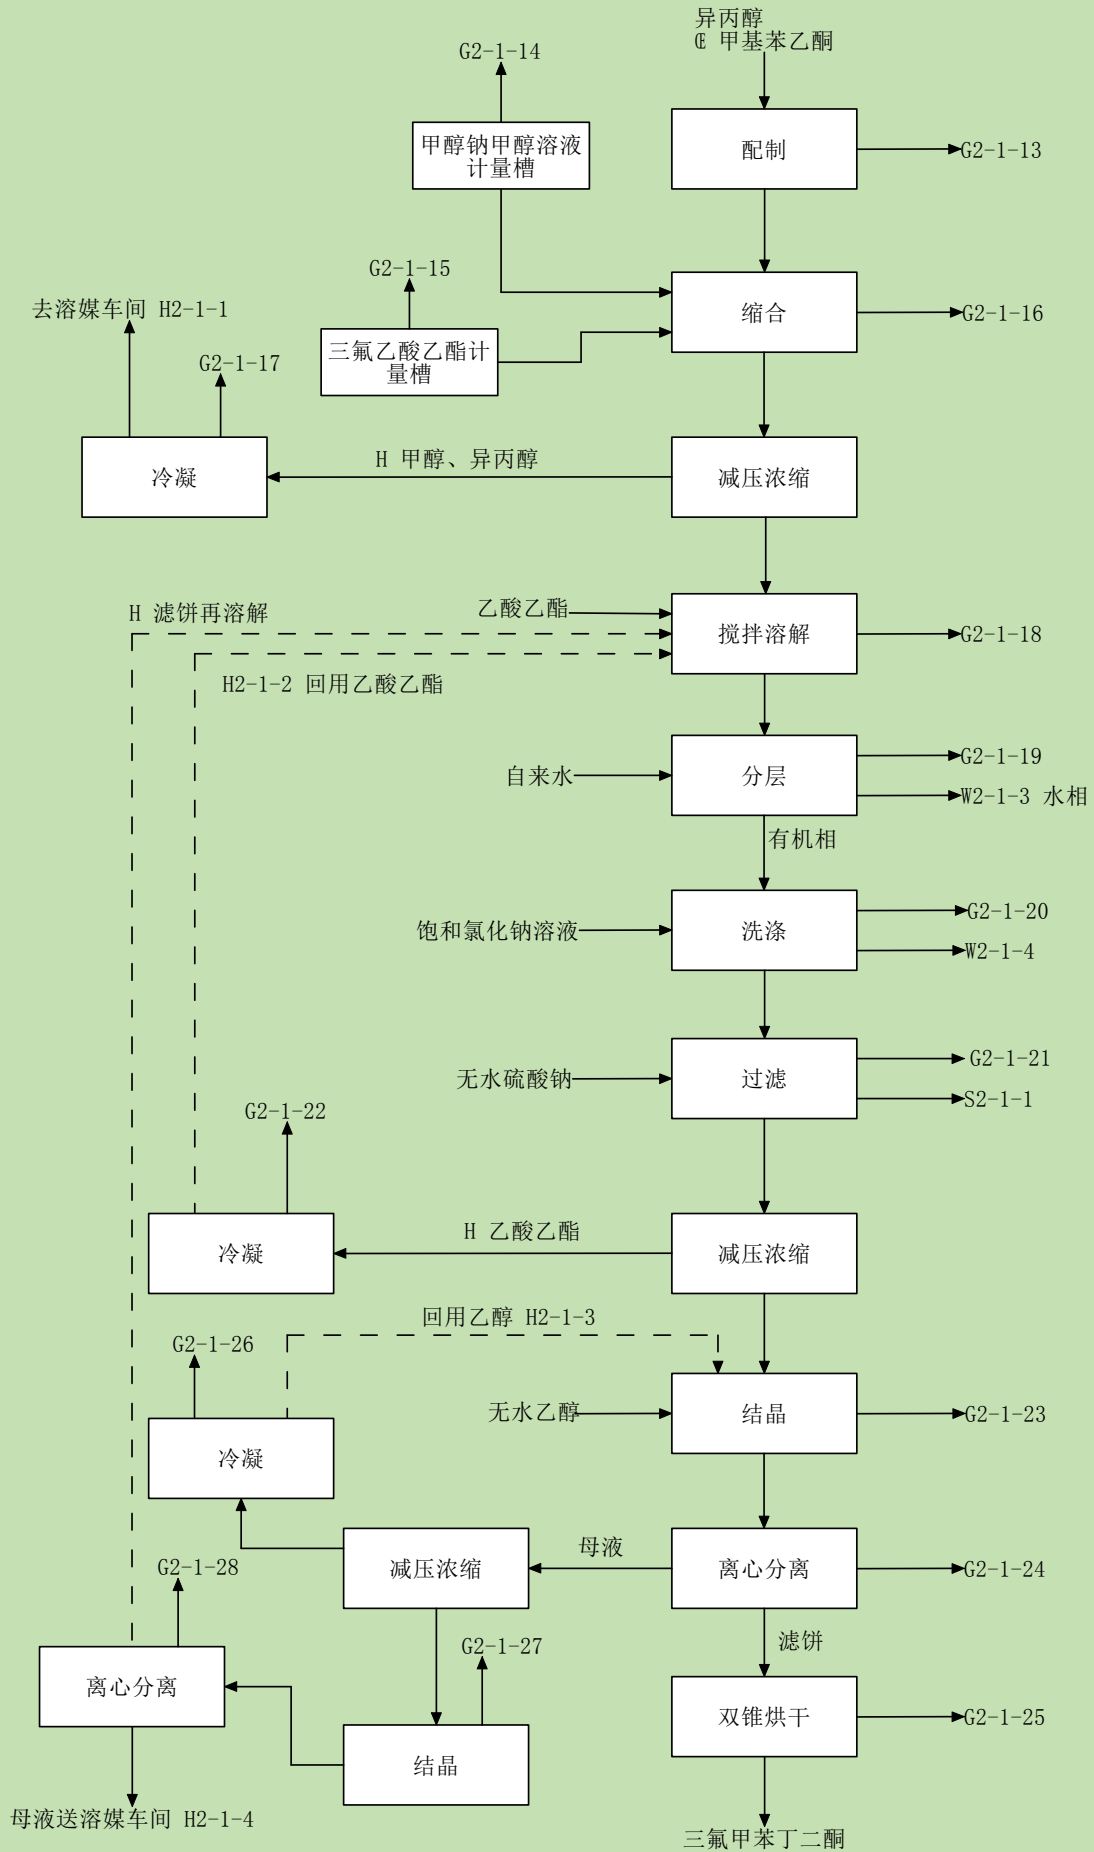 异丙醇
Œ 甲基苯乙酮
G2-1-14
甲醇钠甲醇溶液
计量槽
配制
G2-1-13
G2-1-15
去溶媒车间 H2-1-1
缩合
G2-1-16
三氟乙酸乙酯计
量槽
G2-1-17
H 甲醇、异丙醇
冷凝
减压浓缩
H 滤饼再溶解
乙酸乙酯
搅拌溶解
G2-1-18
H2-1-2 回用乙酸乙酯
自来水
分层
G2-1-19
W2-1-3 水相
有机相
饱和氯化钠溶液
洗涤
G2-1-20
W2-1-4
无水硫酸钠
过滤
G2-1-21
S2-1-1
G2-1-22
H 乙酸乙酯
冷凝
减压浓缩
回用乙醇 H2-1-3
G2-1-26
无水乙醇
结晶
G2-1-23
冷凝
母液
减压浓缩
离心分离
G2-1-24
G2-1-28
滤饼
G2-1-27
离心分离
双锥烘干
G2-1-25
结晶
母液送溶媒车间 H2-1-4
三氟甲苯丁二酮